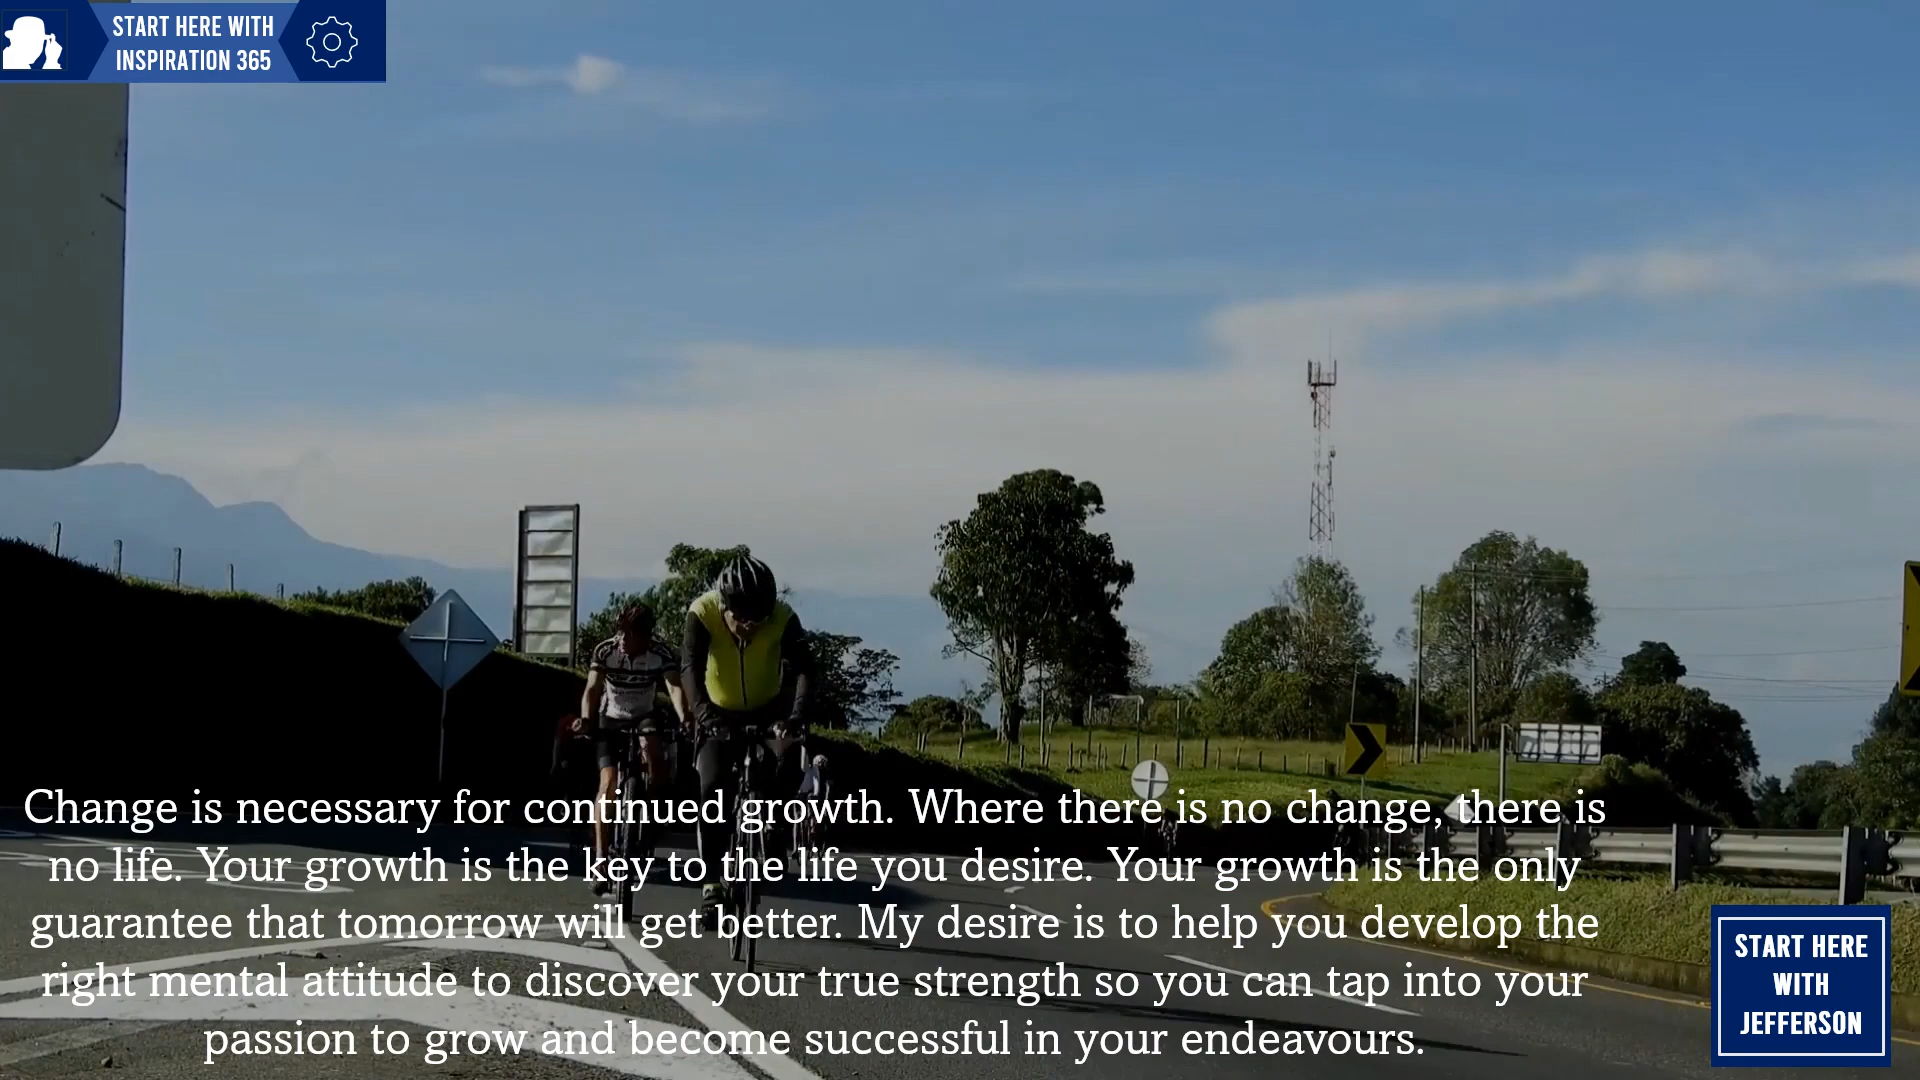 START HERE WITH
INSPIRATION 365
Change is necessary for continued growth. Where there is no change, there is
no life. Your growth is the key to the life you desire. Your growth is the only
guarantee that tomorrow will get better. My desire is to help you develop the
right mental attitude to discover your true strength so you can tap into your
passion to grow and become successful in your endeavours.
START HERE
WITH
JEFFERSON